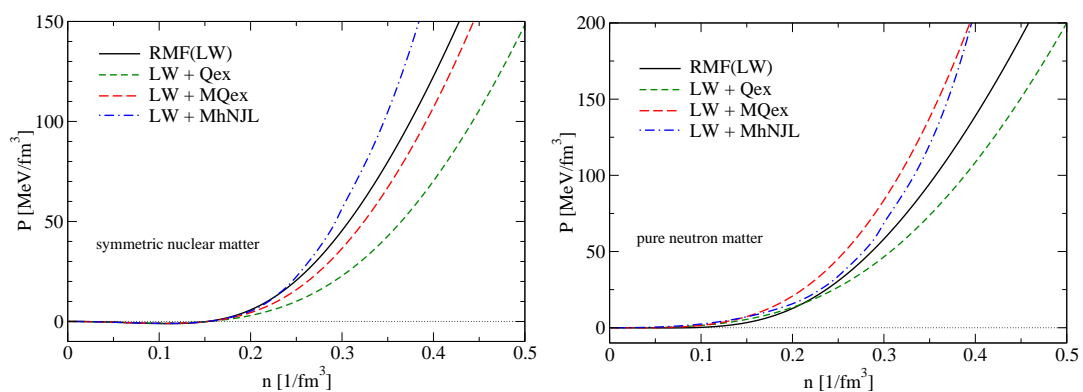 150
100
50
0
P [MeV/fm³]
RMF(LW)
LW + Qex
LW + MQex
LW + MhNJL
symmetric nuclear matter
0 0.1 0.2 0.3 0.4 0.5
n [1/fm³]
200
150
100
50
0
P [MeV/fm³]
RMF(LW)
LW + Qex
LW + MQex
LW + MhNJL
pure neutron matter
0 0.1 0.2 0.3 0.4 0.5
n [1/fm³]